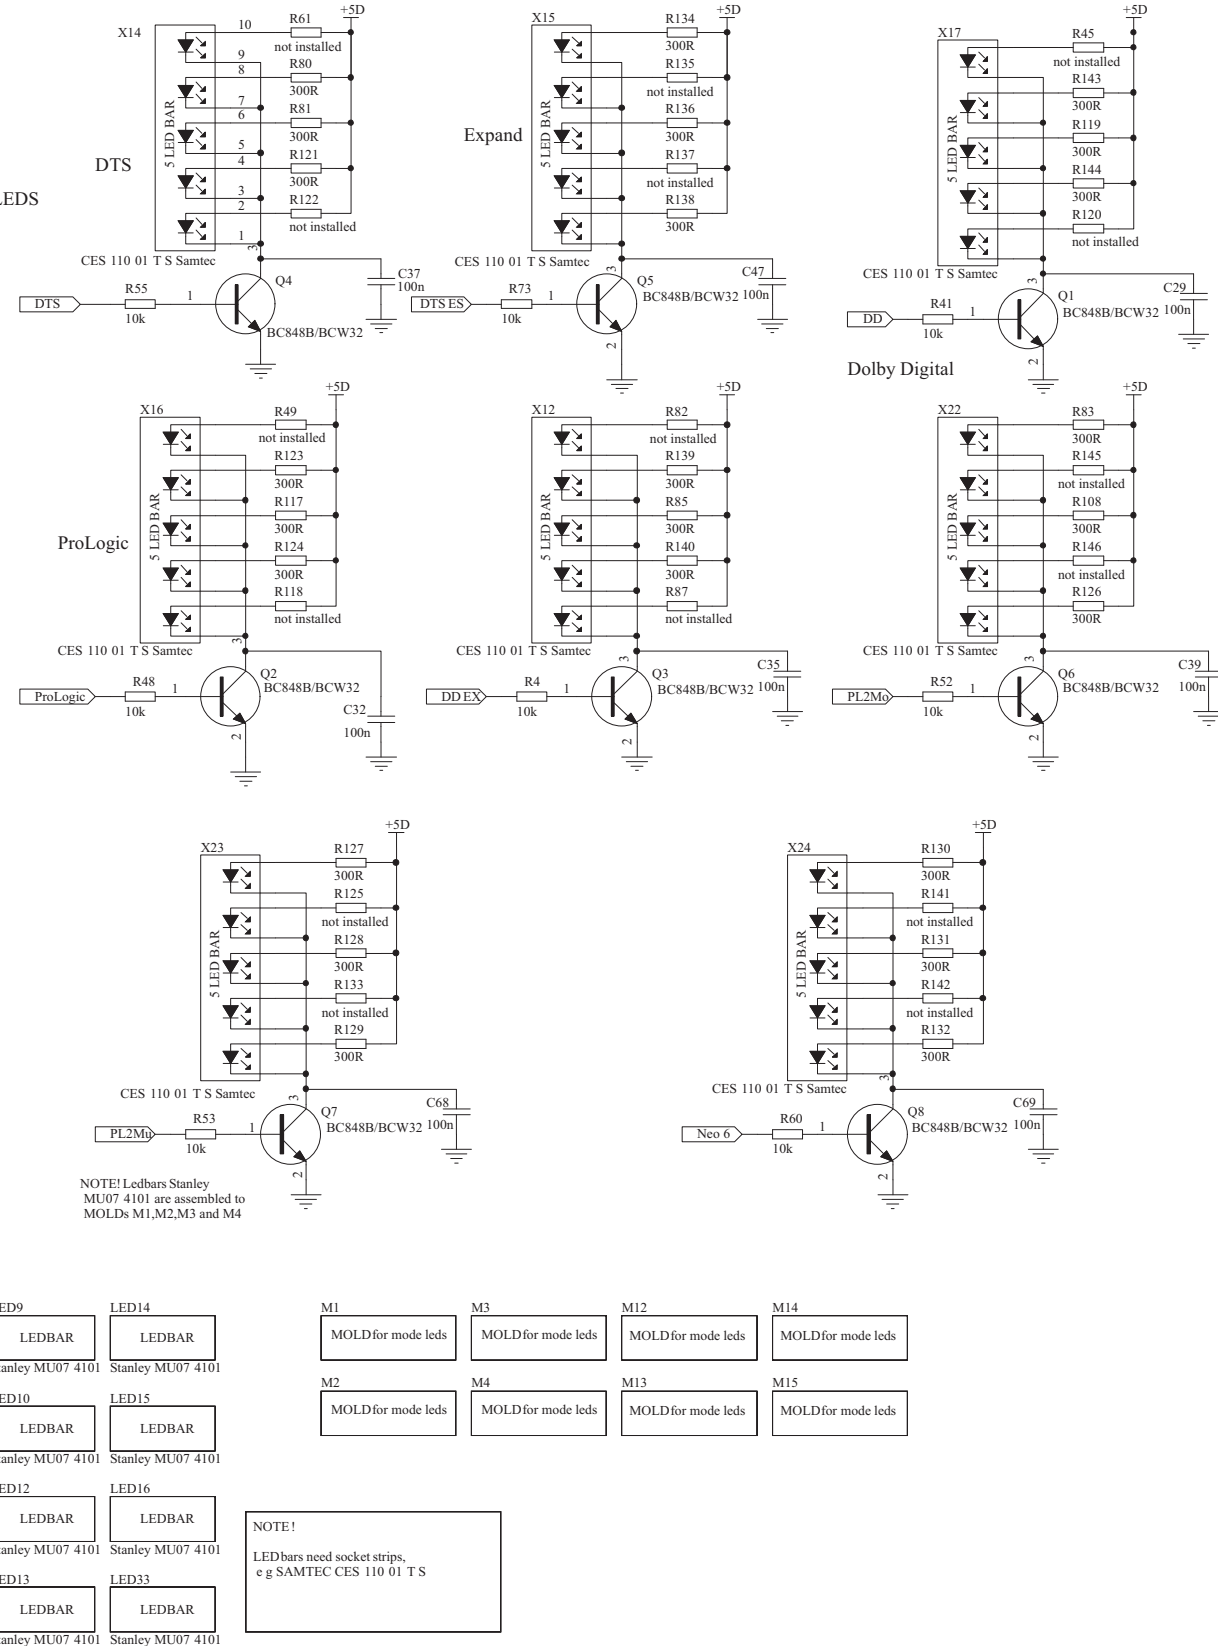 +5D
X14
10
R61
not installed
9
8
R80
300R
7
6
R81
300R
5
4
R121
300R
3
2
R122
not installed
1
5 LED BAR
DTS
LEDS
CES 110 01 T S Samtec
3
C37
100n
DTS
R55
10k
1
Q4
BC848B/BCW32
+5D
X15
R134
300R
R135
not installed
R136
300R
R137
not installed
R138
300R
5 LED BAR
Expand
CES 110 01 T S Samtec
3
C47
100n
DTS ES
R73
10k
1
Q5
BC848B/BCW32
2
+5D
X17
R45
not installed
R143
300R
R119
300R
R144
300R
R120
not installed
5 LED BAR
CES 110 01 T S Samtec
3
C29
100n
DD
R41
10k
1
Q1
BC848B/BCW32
2
Dolby Digital
+5D
X16
R49
not installed
R123
300R
R117
300R
R124
300R
R118
not installed
5 LED BAR
ProLogic
CES 110 01 T S Samtec
3
ProLogic
R48
10k
1
Q2
BC848B/BCW32
C32
100n
2
+5D
X12
R82
not installed
R139
300R
R85
300R
R140
300R
R87
not installed
5 LED BAR
CES 110 01 T S Samtec
3
C35
100n
DD EX
R4
10k
1
Q3
BC848B/BCW32
2
+5D
X22
R83
300R
R145
not installed
R108
300R
R146
not installed
R126
300R
5 LED BAR
CES 110 01 T S Samtec
3
C39
100n
PL2Mo
R52
10k
1
Q6
BC848B/BCW32
2
+5D
X23
R127
300R
R125
not installed
R128
300R
R133
not installed
R129
300R
5 LED BAR
CES 110 01 T S Samtec
3
C68
100n
PL2Mu
R53
10k
1
Q7
BC848B/BCW32
2
NOTE! Ledbars Stanley
MU07 4101 are assembled to
MOLDs M1,M2,M3 and M4
+5D
X24
R130
300R
R141
not installed
R131
300R
R142
not installed
R132
300R
5 LED BAR
CES 110 01 T S Samtec
3
C69
100n
Neo 6
R60
10k
1
Q8
BC848B/BCW32
2
ED9
LED14
LEDBAR
LEDBAR
tanley MU07 4101
Stanley MU07 4101
ED10
LED15
LEDBAR
LEDBAR
tanley MU07 4101
Stanley MU07 4101
ED12
LED16
LEDBAR
LEDBAR
tanley MU07 4101
Stanley MU07 4101
ED13
LED33
LEDBAR
LEDBAR
tanley MU07 4101
Stanley MU07 4101
M1
M3
M12
M14
MOLD for mode leds
MOLD for mode leds
MOLD for mode leds
MOLD for mode leds
M2
M4
M13
M15
MOLD for mode leds
MOLD for mode leds
MOLD for mode leds
MOLD for mode leds
NOTE!
LED bars need socket strips,
e g SAMTEC CES 110 01 T S